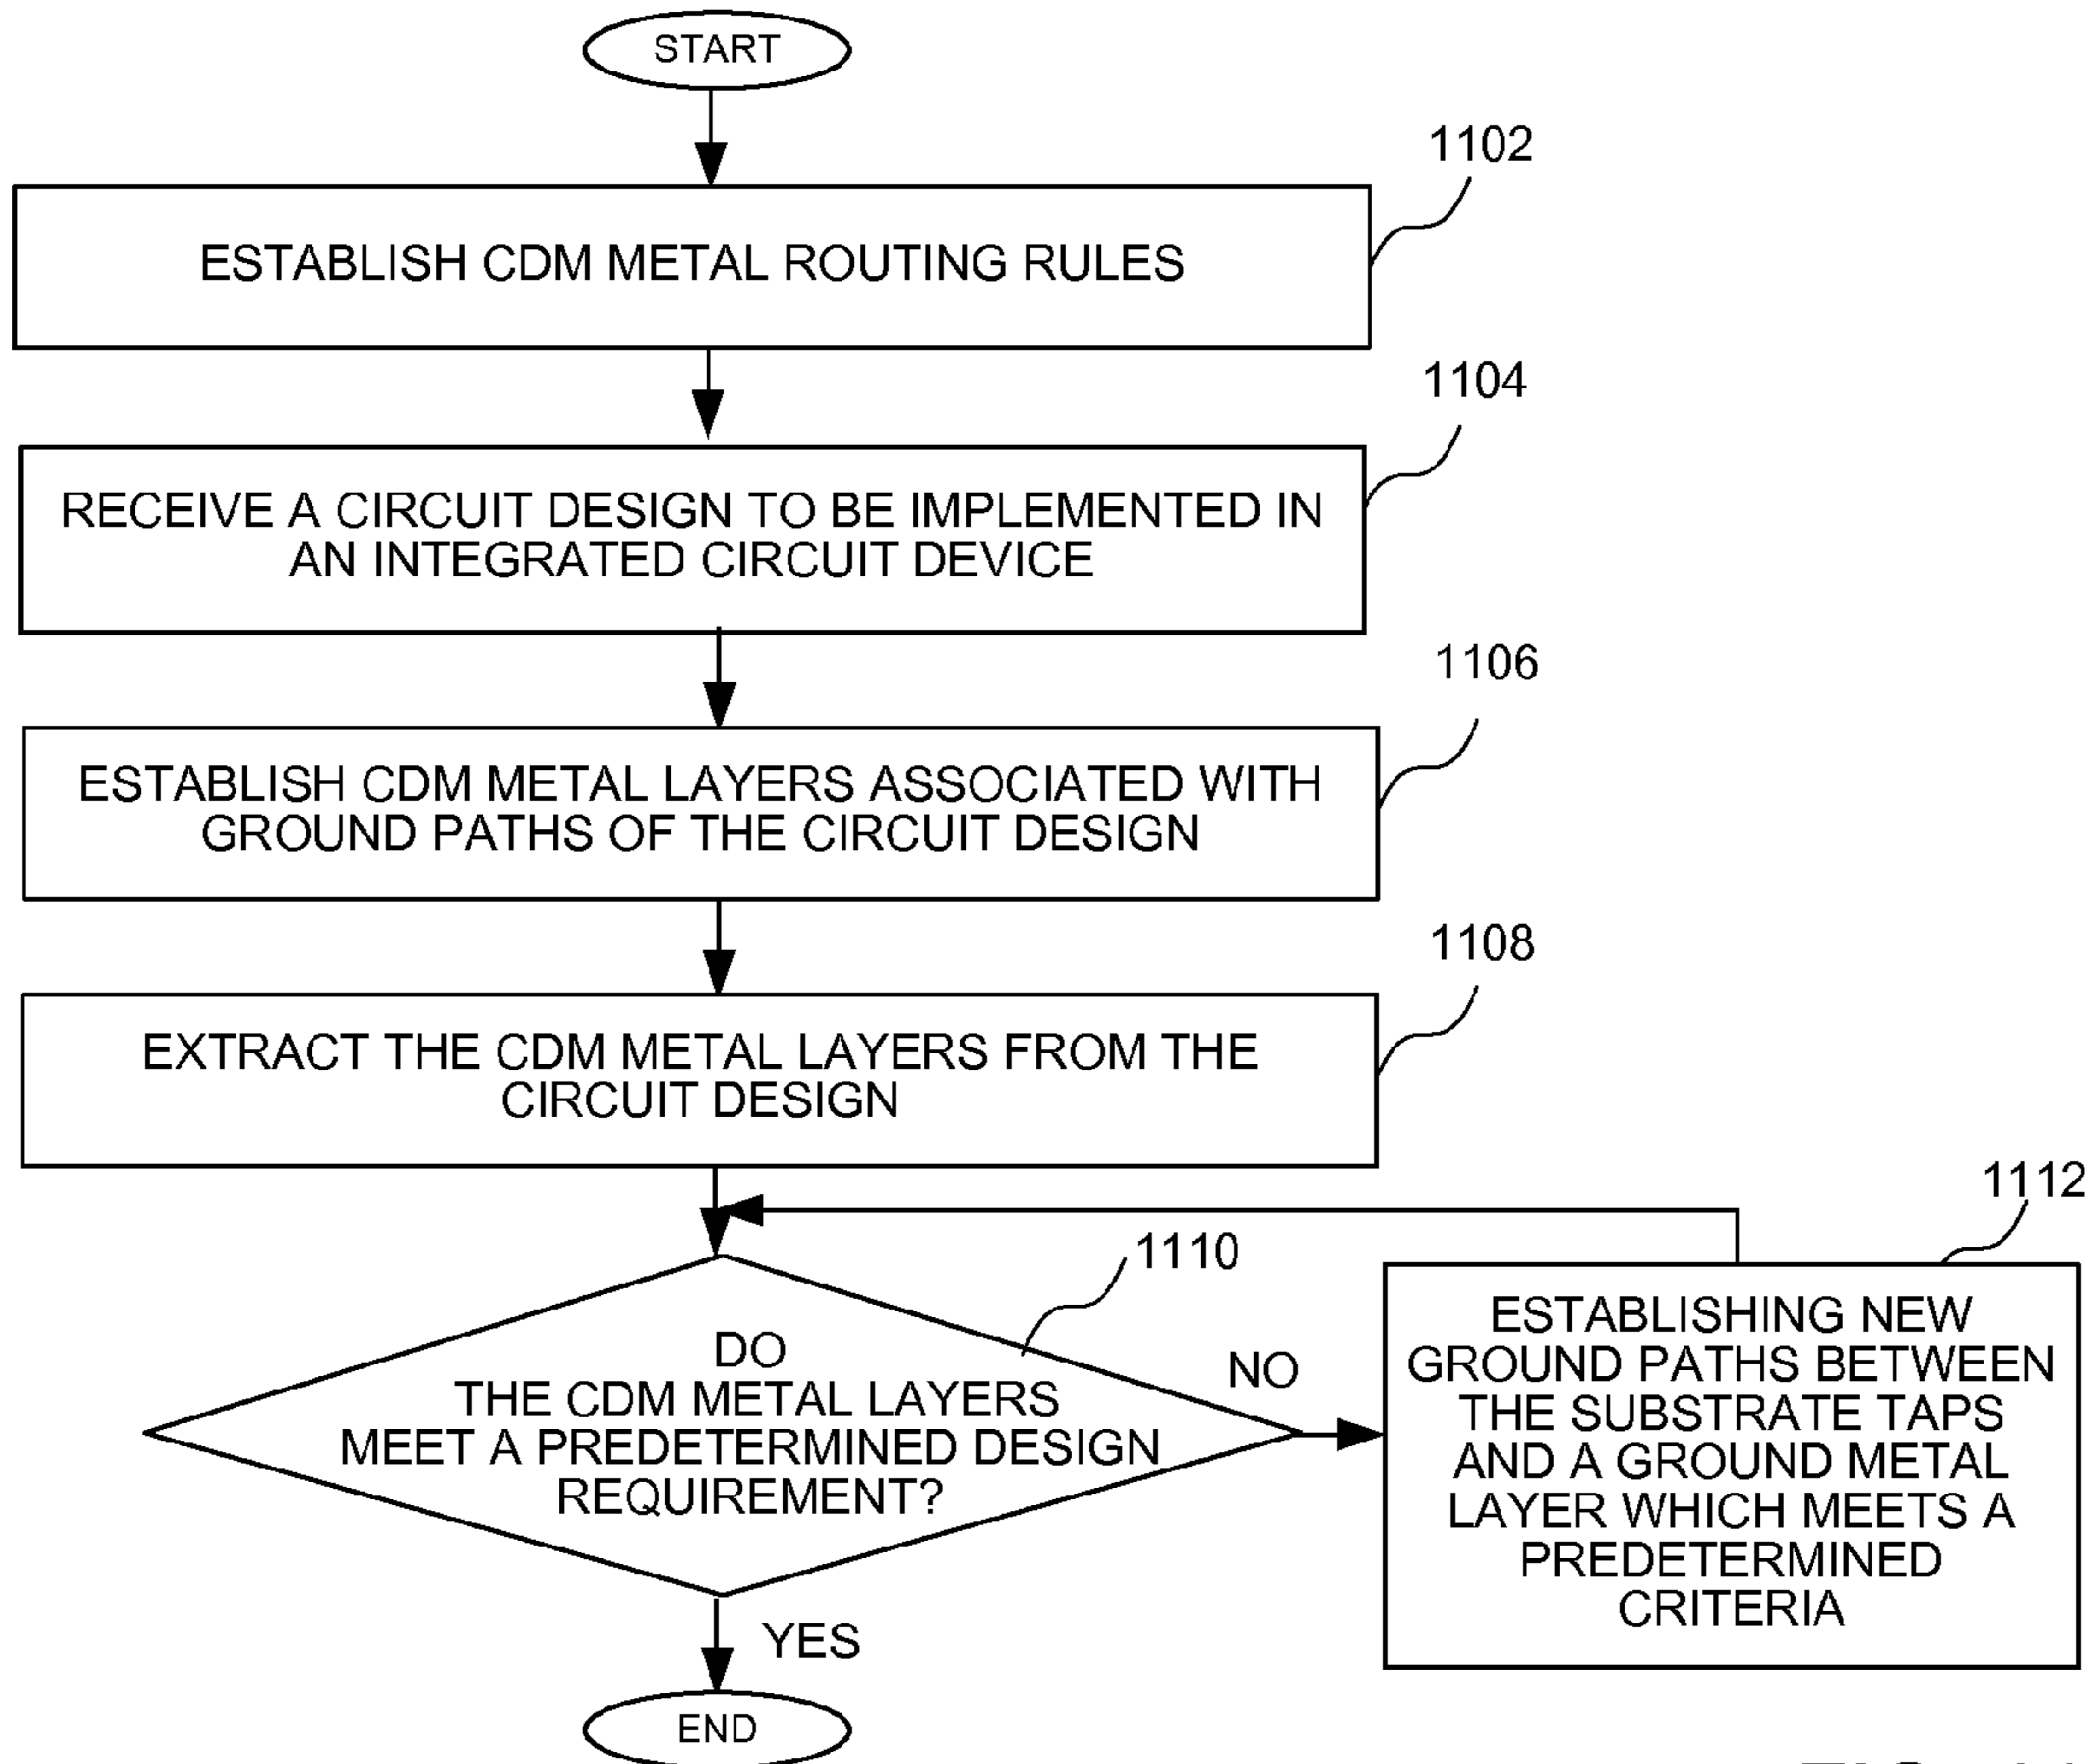 START
1102
ESTABLISH CDM METAL ROUTING RULES
1104
RECEIVE A CIRCUIT DESIGN TO BE IMPLEMENTED IN
AN INTEGRATED CIRCUIT DEVICE
1106
ESTABLISH CDM METAL LAYERS ASSOCIATED WITH
GROUND PATHS OF THE CIRCUIT DESIGN
1108
EXTRACT THE CDM METAL LAYERS FROM THE
CIRCUIT DESIGN
1110
DO
THE CDM METAL LAYERS
MEET A PREDETERMINED DESIGN
REQUIREMENT?
NO
1112
ESTABLISHING NEW
GROUND PATHS BETWEEN
THE SUBSTRATE TAPS
AND A GROUND METAL
LAYER WHICH MEETS A
PREDETERMINED
CRITERIA
YES
END